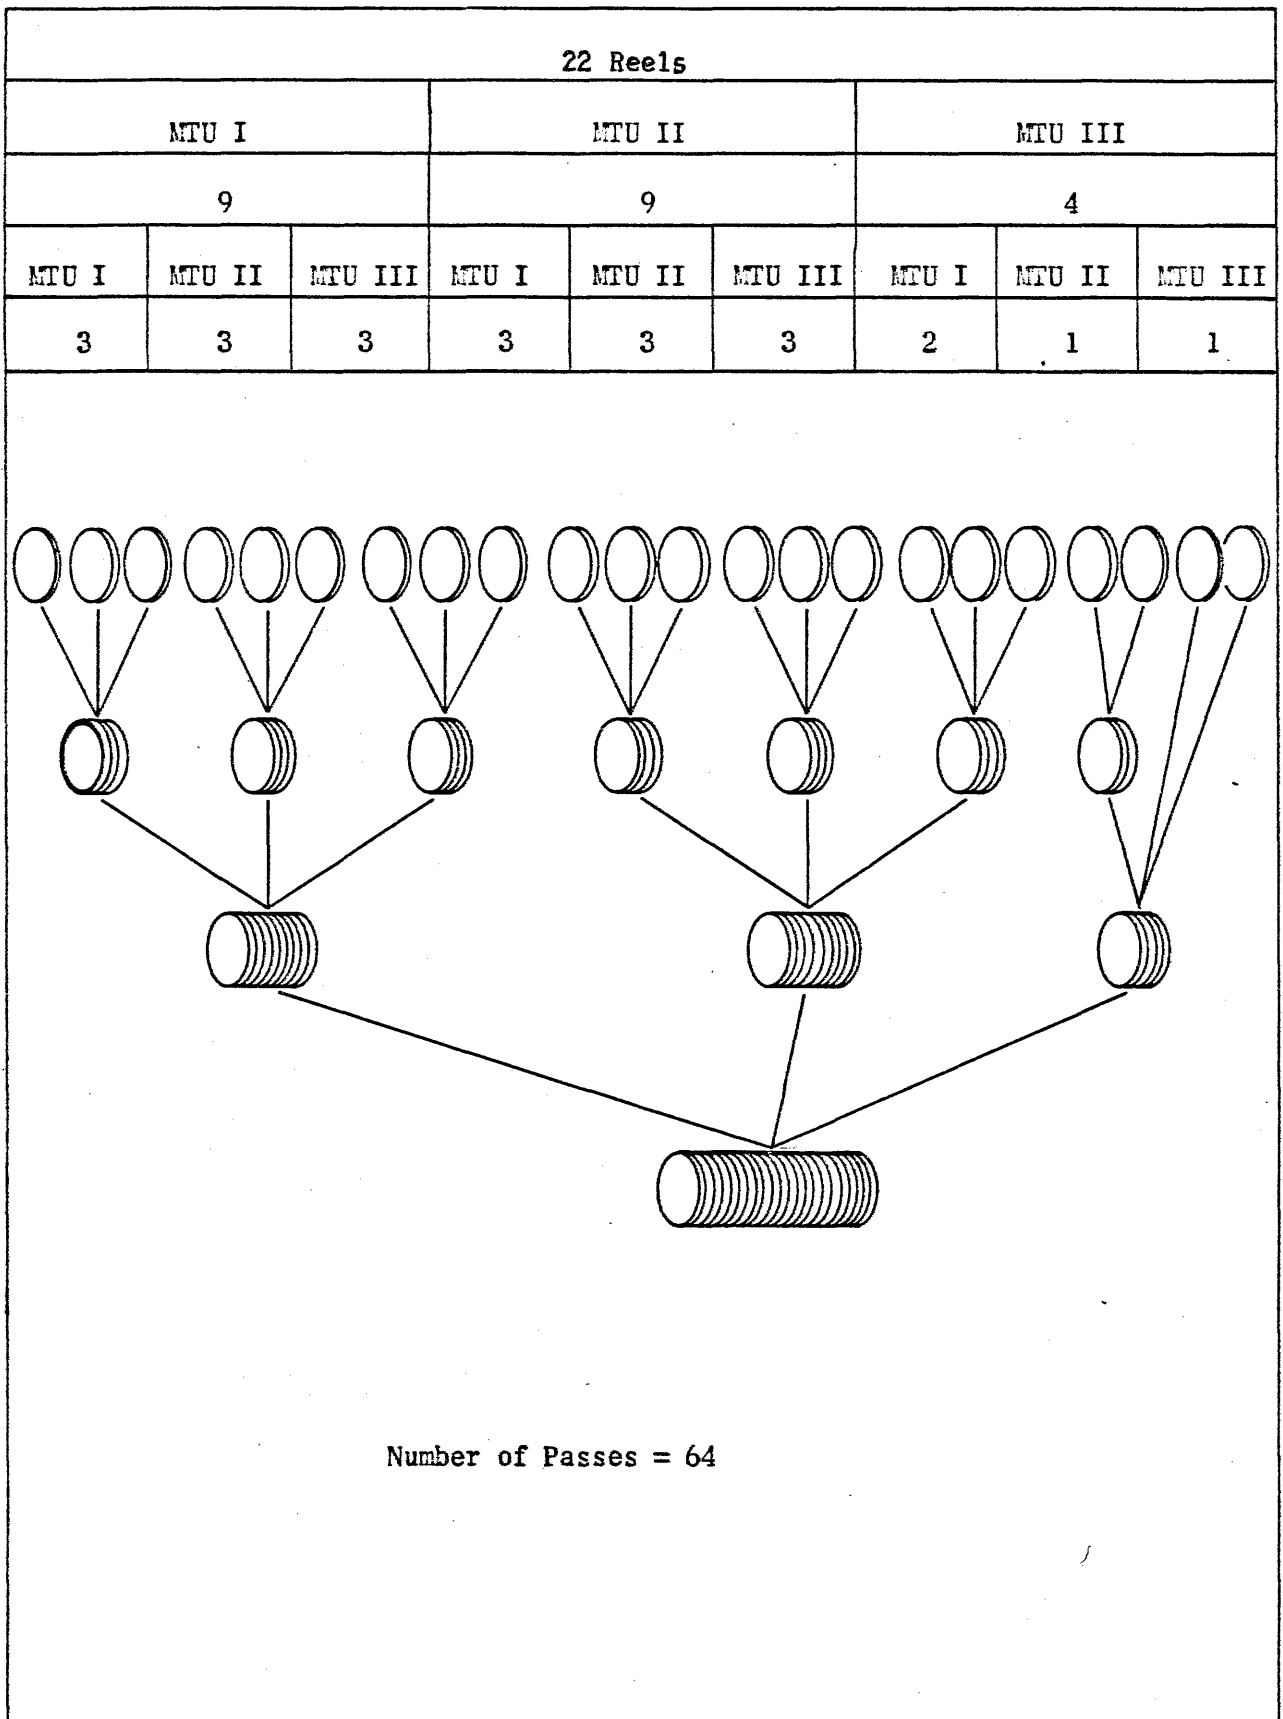 22 Reels
MTU I MTU II MTU III
9 9 4
MTU I MTU II MTU III MTU I MTU II MTU III MTU I MTU II MTU III
3 3 3 3 3 3 2 1 1
Number of Passes = 64